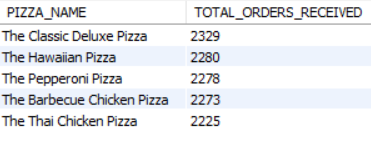 PIZZA_NAME TOTAL_ORDERS_RECEIVED
The Classic Deluxe Pizza 2329
The Hawaiian Pizza 2280
The Pepperoni Pizza 2278
The Barbecue Chicken Pizza 2273
The Thai Chicken Pizza 2225